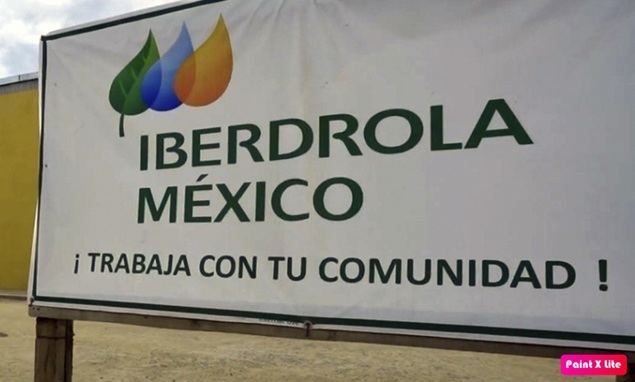 IBERDROLA
MÉXICO
¡ TRABAJA CON TU COMUNIDAD !
Paint X Lite